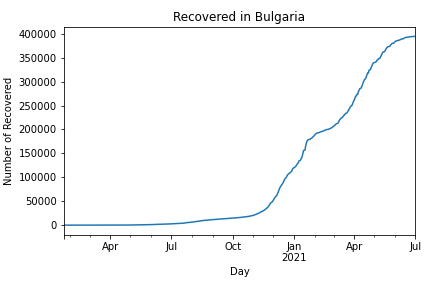 Recovered in Bulgaria
400000
350000
300000
250000
200000
150000
100000
50000
0
Number of Recovered
Apr Jul Oct Jan Apr Jul
2021
Day